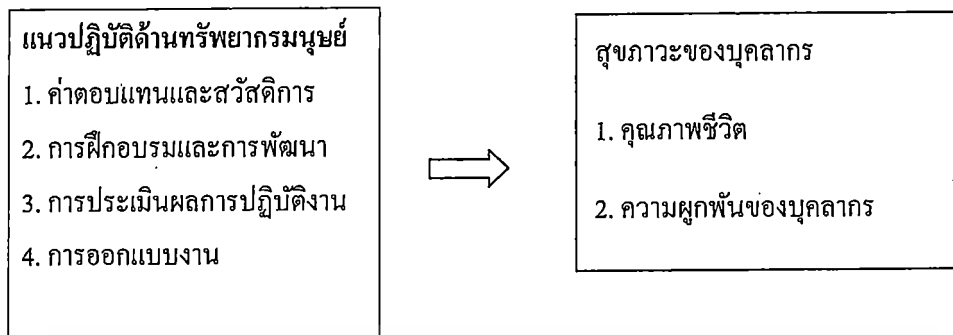 แนวปฏิบัติด้านทรัพยากรมนุษย์
1. ค่าตอบแทนและสวัสดิการ
2. การฝึกอบรมและการพัฒนา
3. การประเมินผลการปฏิบัติงาน
4. การออกแบบงาน
สุขภาวะของบุคลากร
1. คุณภาพชีวิต
2. ความผูกพันของบุคลากร